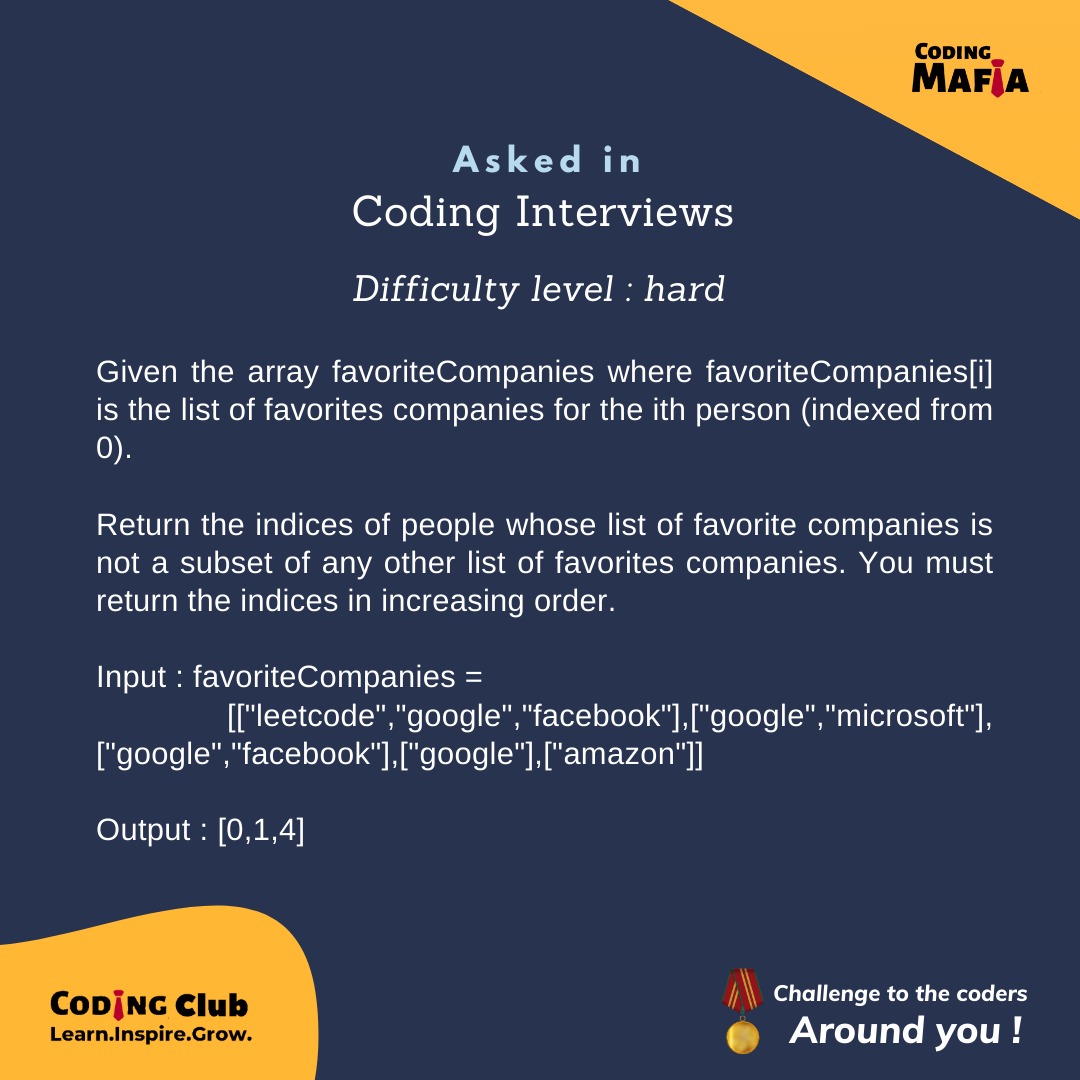 CODING
MAFiA
Asked in
Coding Interviews
Difficulty level : hard
Given the array favoriteCompanies where favoriteCompanies[i]
is the list of favorites companies for the ith person (indexed from
0).
Return the indices of people whose list of favorite companies is
not a subset of any other list of favorites companies. You must
return the indices in increasing order.
Input : favoriteCompanies =
[["leetcode","google","facebook"],["google","microsoft"],
["google","facebook"],["google"],["amazon"]]
Output : [0,1,4]
CODiNG Club
Learn.Inspire.Grow.
Challenge to the coders
Around you !